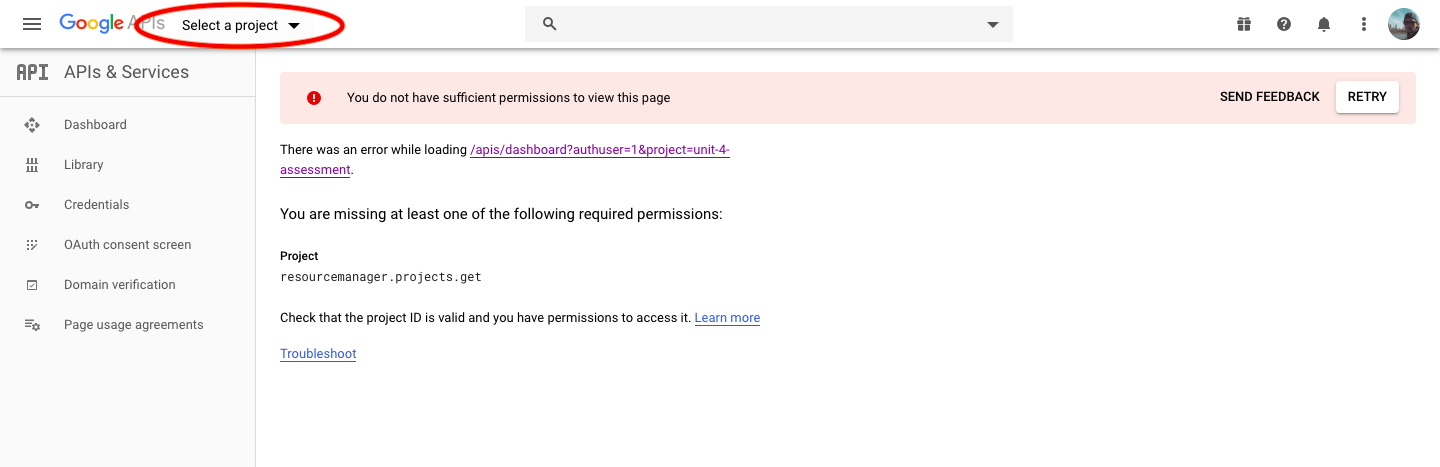 Google APIs Select a project
API APIs & Services
Dashboard
Library
Credentials
OAuth consent screen
Domain verification
Page usage agreements
You do not have sufficient permissions to view this page SEND FEEDBACK RETRY
There was an error while loading /apis/dashboard?authuser=1&project=unit-4-
assessment.
You are missing at least one of the following required permissions:
Project
resourcemanager.projects.get
Check that the project ID is valid and you have permissions to access it. Learn more
Troubleshoot